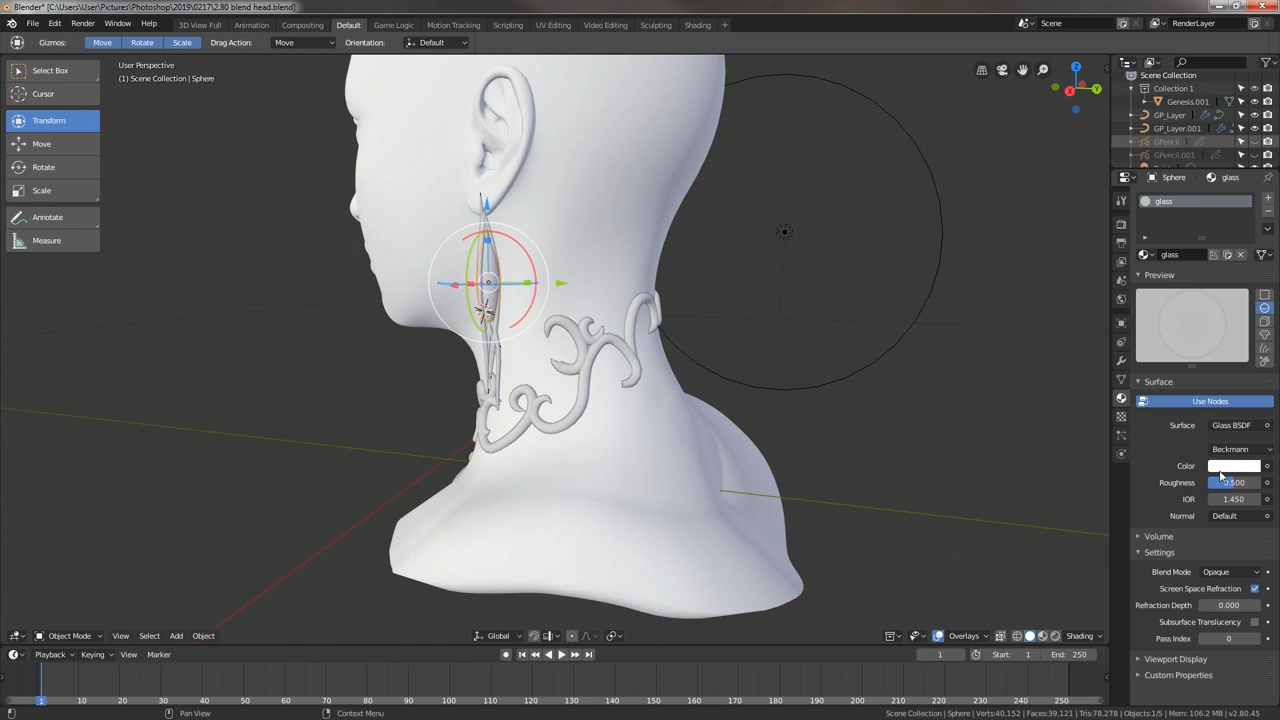 Blender* [C:\Users\User\Pictures\Photoshop\2019\0217\2.80 blend head.blend]
File Edit Render Window Help 3D View Full Animation Compositing Default Game Logic Motion Tracking Scripting UV Editing Video Editing Sculpting Shading + Scene RenderLayer
Gizmos: Move Rotate Scale Drag Action: Move Orientation: Default
User Perspective
(1) Scene Collection | Sphere
Select Box
Cursor
Transform
Move
Rotate
Scale
Annotate
Measure
Z
Y
X
Scene Collection
Collection 1
Genesis.001
GP_Layer
GP_Layer.001
GPencil
GPencil.001
Sphere glass
glass
glass
Preview
Surface
Use Nodes
Surface Glass BSDF
Beckmann
Color
Roughness 0.500
IOR 1.450
Normal Default
Volume
Settings
Blend Mode Opaque
Screen Space Refraction
Refraction Depth 0.000
Subsurface Translucency
Pass Index 0
Viewport Display
Custom Properties
Object Mode View Select Add Object Global Overlays Shading
Playback Keying View Marker 1 Start: 1 End: 250
1 10 20 30 40 50 60 70 80 90 100 110 120 130 140 150 160 170 180 190 200 210 220 230 240 250
Pan View Context Menu Scene Collection | Sphere | Verts:40,152 | Faces:39,121 | Tris:78,278 | Objects:1/5 | Mem: 106.2 MB | v2.80.45